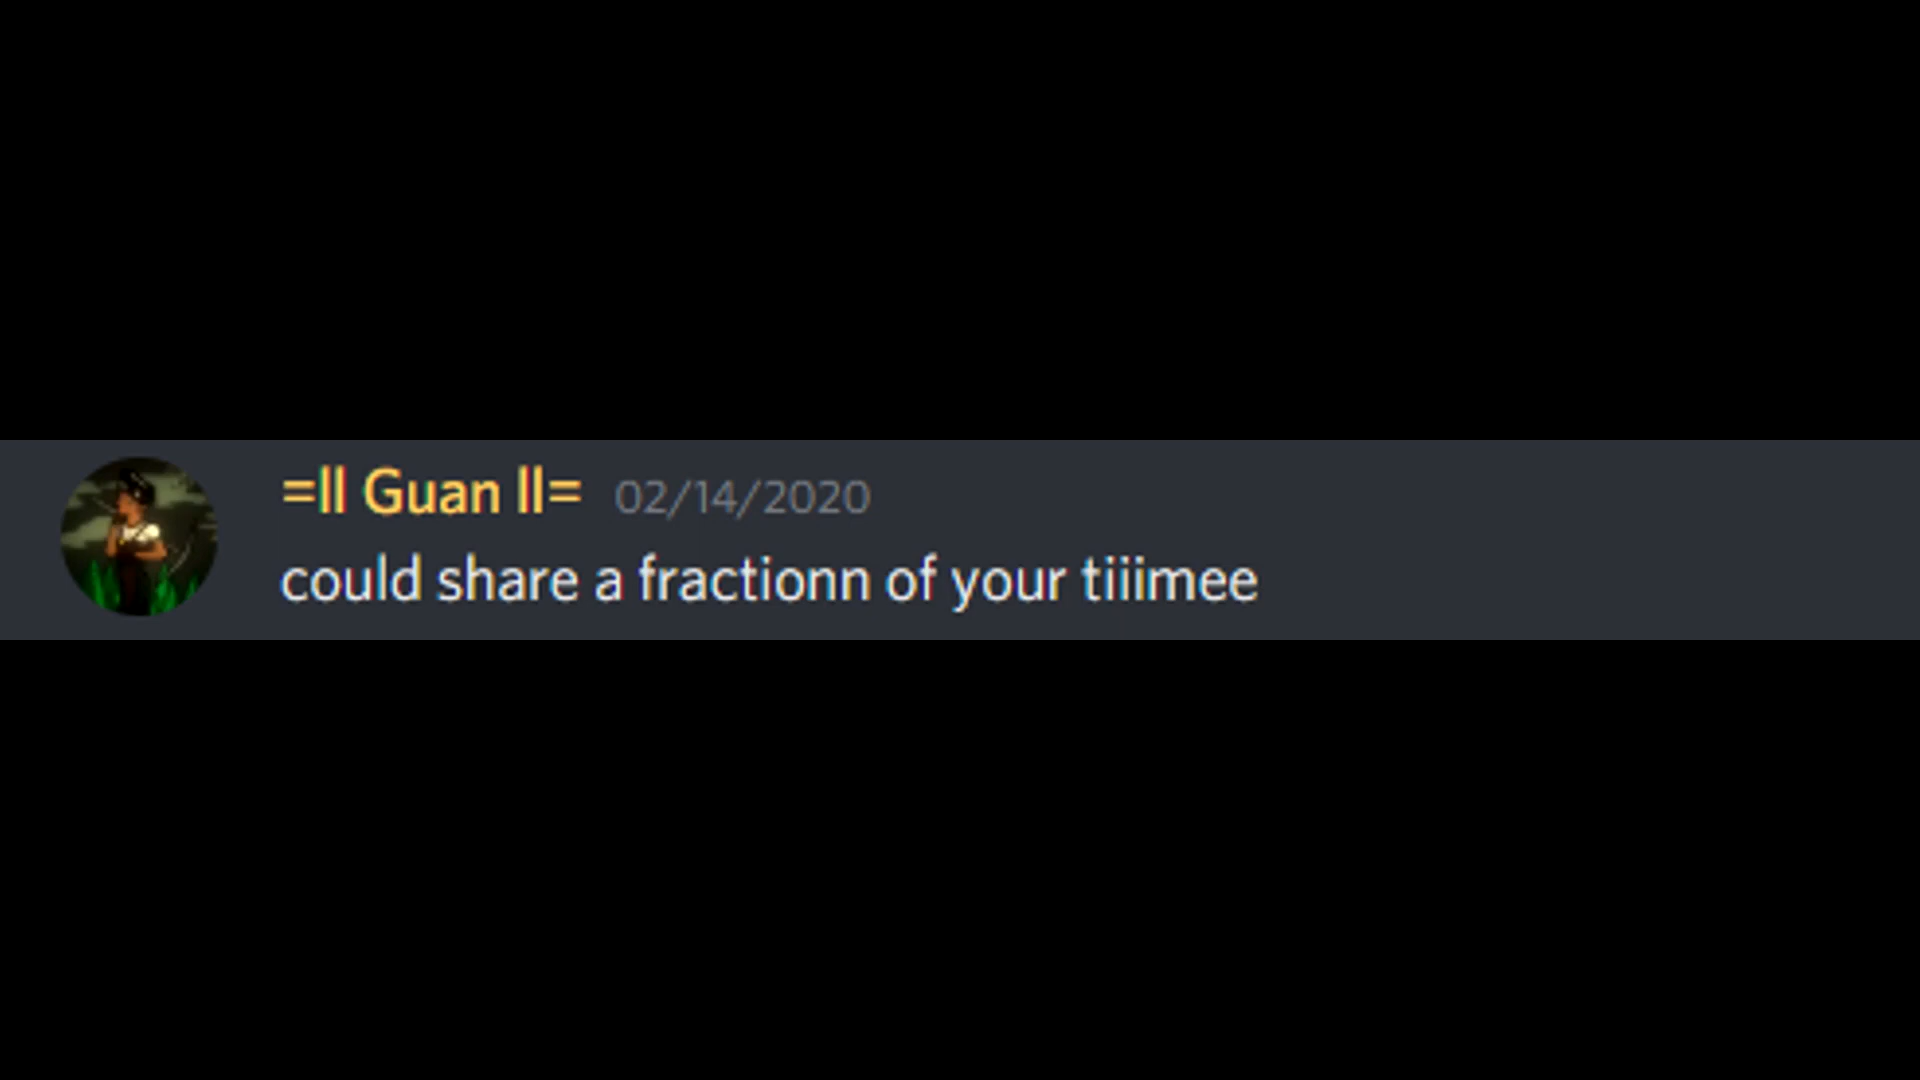 =ll Guan ll= 02/14/2020
could share a fractionn of your tiiimee